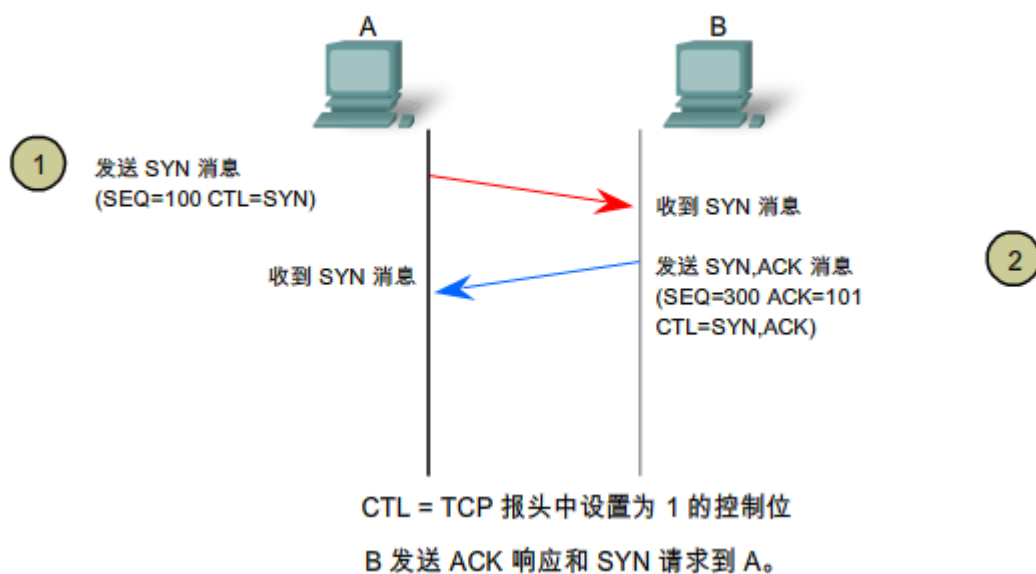 A
B
1
发送 SYN 消息
(SEQ=100 CTL=SYN)
收到 SYN 消息
收到 SYN 消息
发送 SYN,ACK 消息
(SEQ=300 ACK=101
CTL=SYN,ACK)
2
CTL = TCP 报头中设置为 1 的控制位
B 发送 ACK 响应和 SYN 请求到 A。